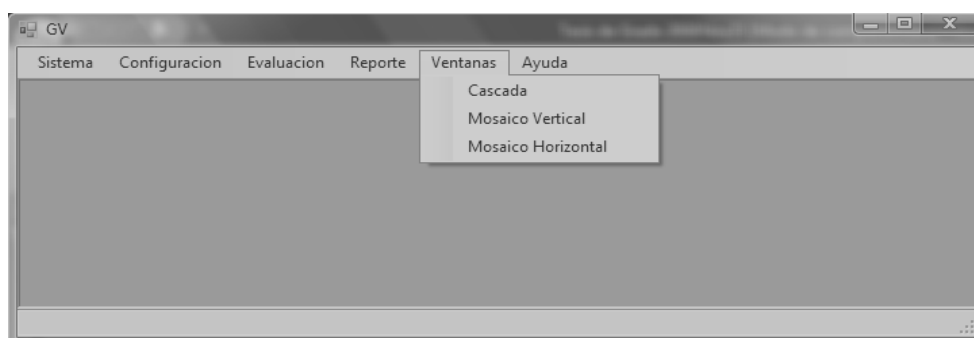 GV
Sistema Configuracion Evaluacion Reporte Ventanas Ayuda
Cascada
Mosaico Vertical
Mosaico Horizontal